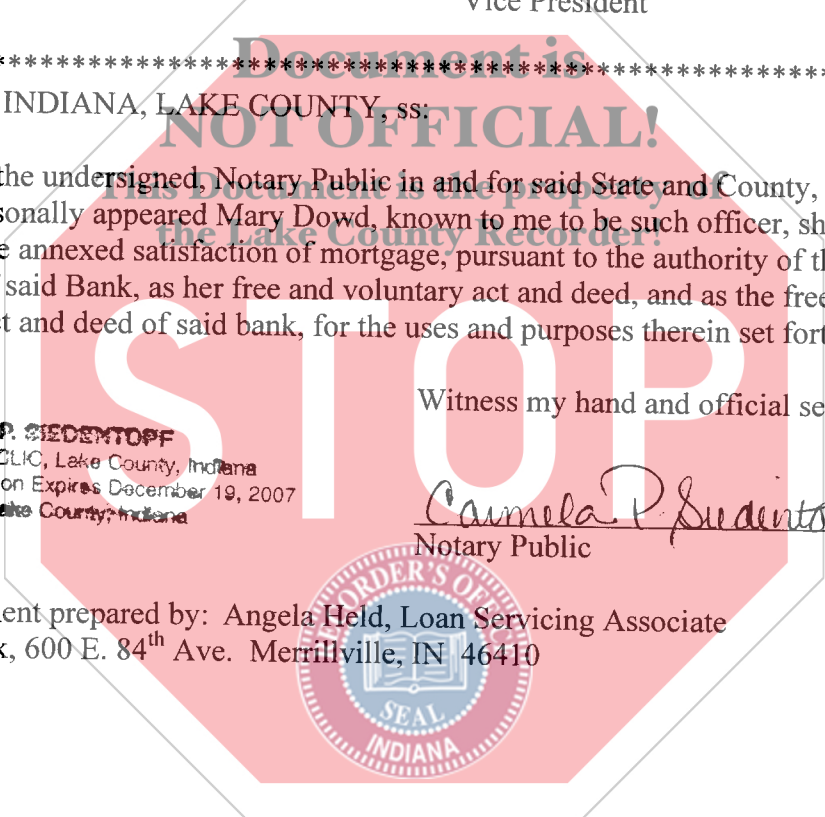 Vice President
Document is
************************************************************
INDIANA, LAKE COUNTY, ss:
NOT OFFICIAL!
the undersigned, Notary Public in and for said State and County,
This Document is the property of
sonally appeared Mary Dowd, known to me to be such officer, sh
the Lake County Recorder!
e annexed satisfaction of mortgage, pursuant to the authority of th
said Bank, as her free and voluntary act and deed, and as the free
t and deed of said bank, for the uses and purposes therein set fort
STOP
Witness my hand and official se
P. SIEDENTOPF
BLIC, Lake County, Indiana
on Expires December 19, 2007
ake County, Indiana
Carmela P. Siedento
Notary Public
RECORDER'S OFFICE
ent prepared by: Angela Held, Loan Servicing Associate
k, 600 E. 84th Ave. Merrillville, IN 46410
SEAL
INDIANA